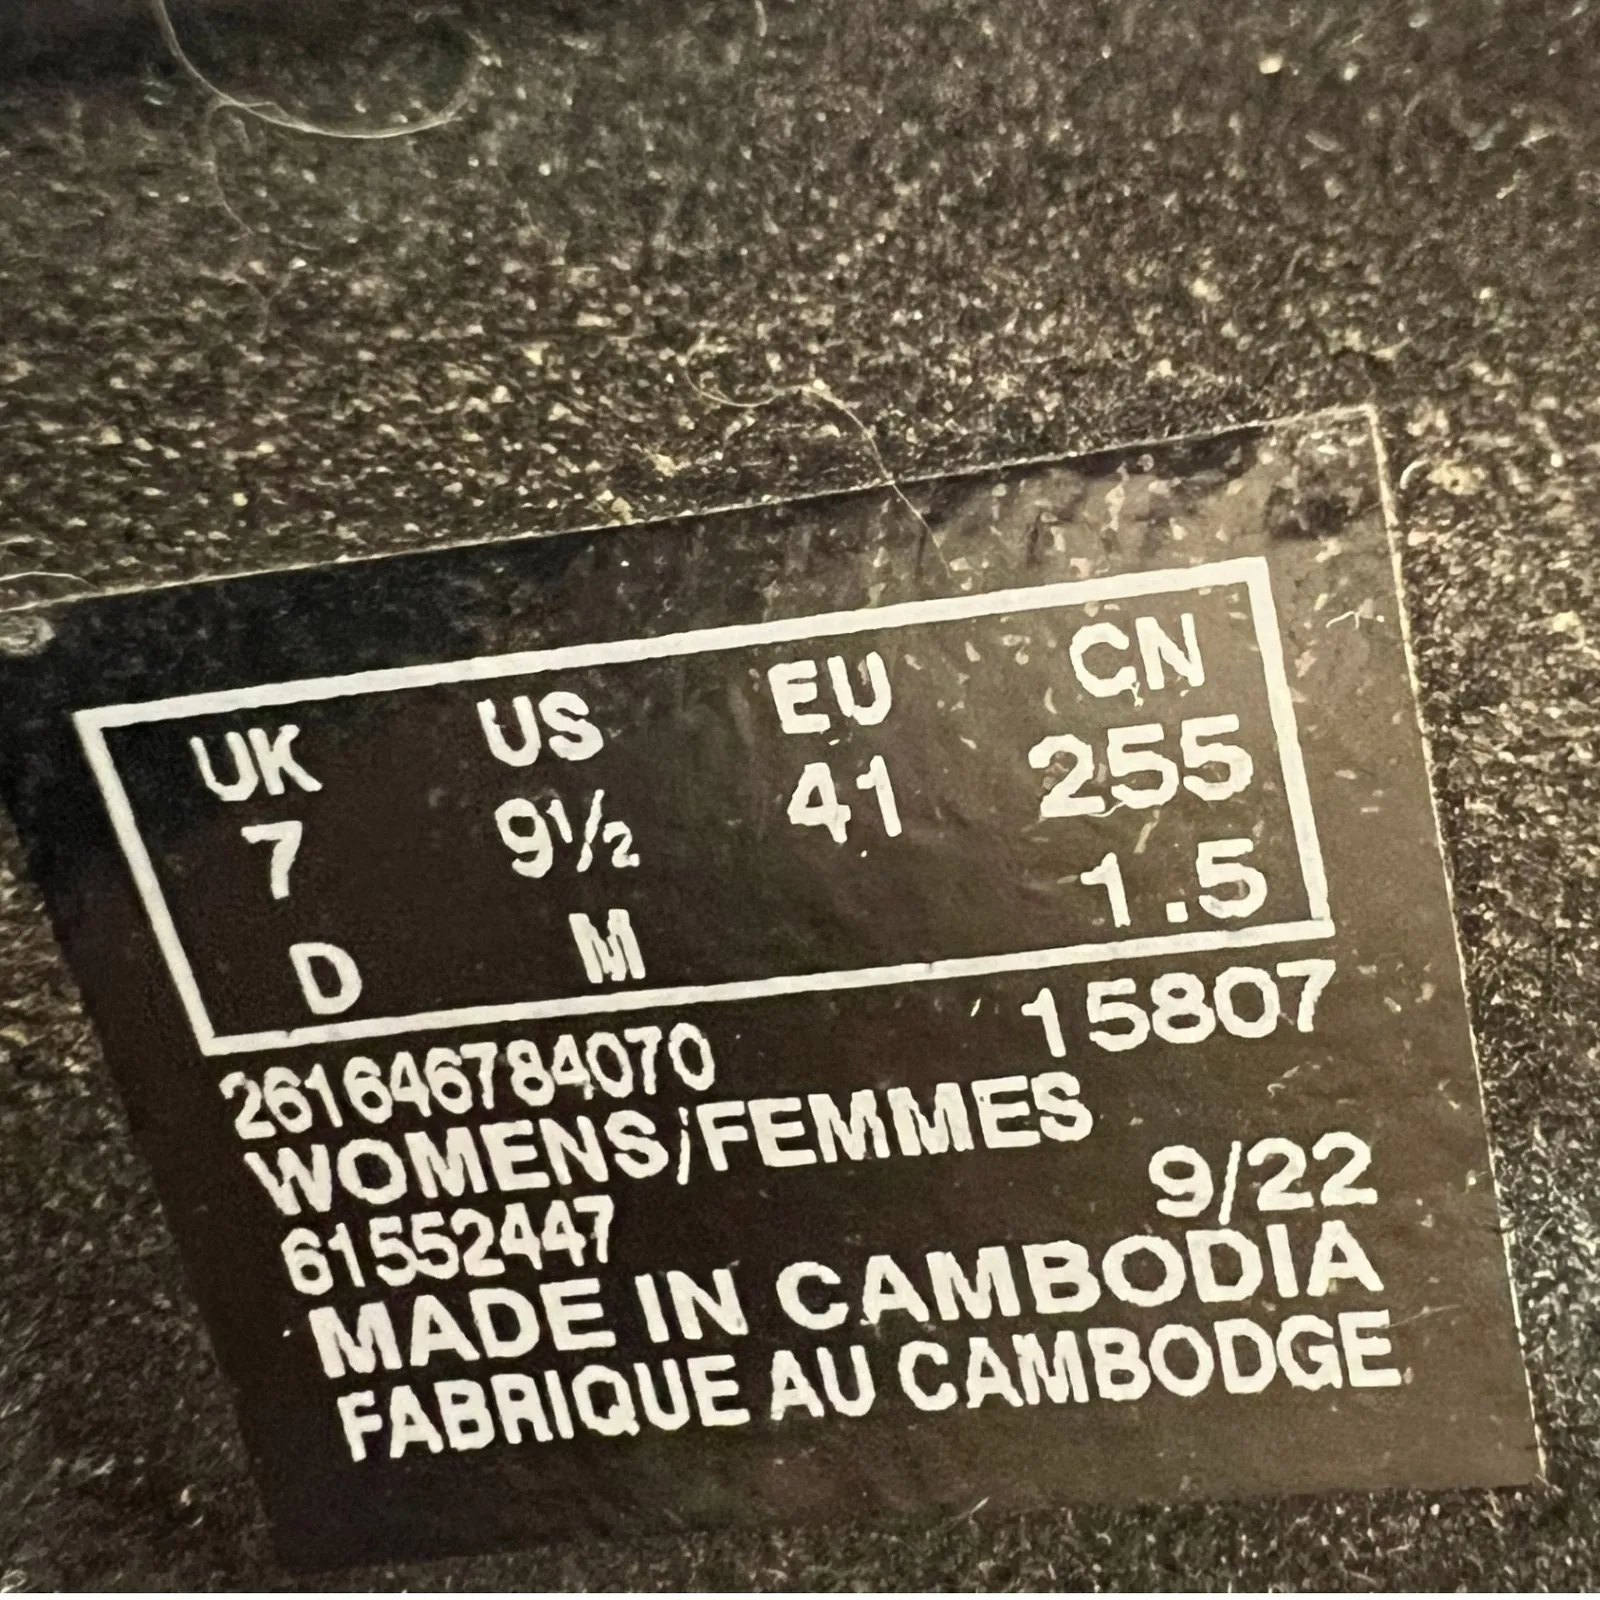 UK US EU CN
7 9½ 41 255
D M 1.5
261646784070 15807
WOMENS/FEMMES
61552447 9/22
MADE IN CAMBODIA
FABRIQUE AU CAMBODGE